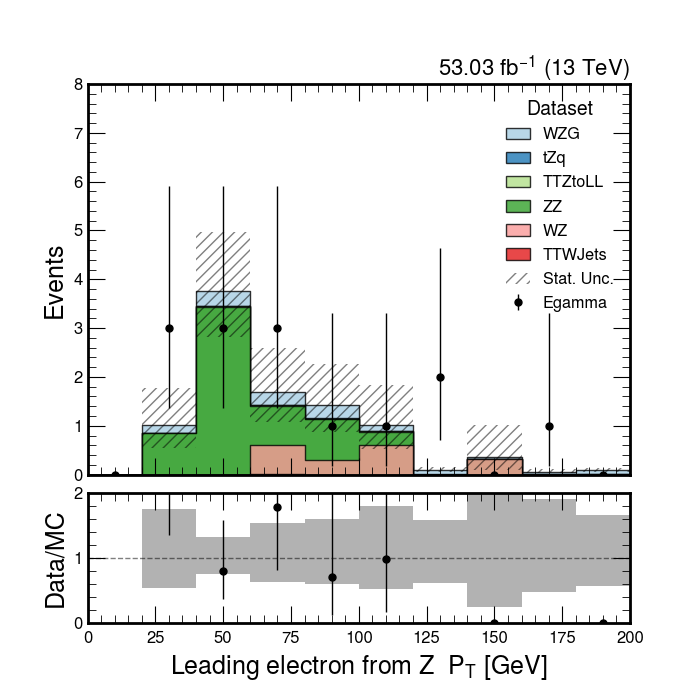 53.03 fb⁻¹ (13 TeV)
8
7
6
5
4
3
2
1
0
Events
Dataset
WZG
tZq
TTZtoLL
ZZ
WZ
TTWJets
Stat. Unc.
Egamma
2
1
0
Data/MC
0 25 50 75 100 125 150 175 200
Leading electron from Z P_T [GeV]